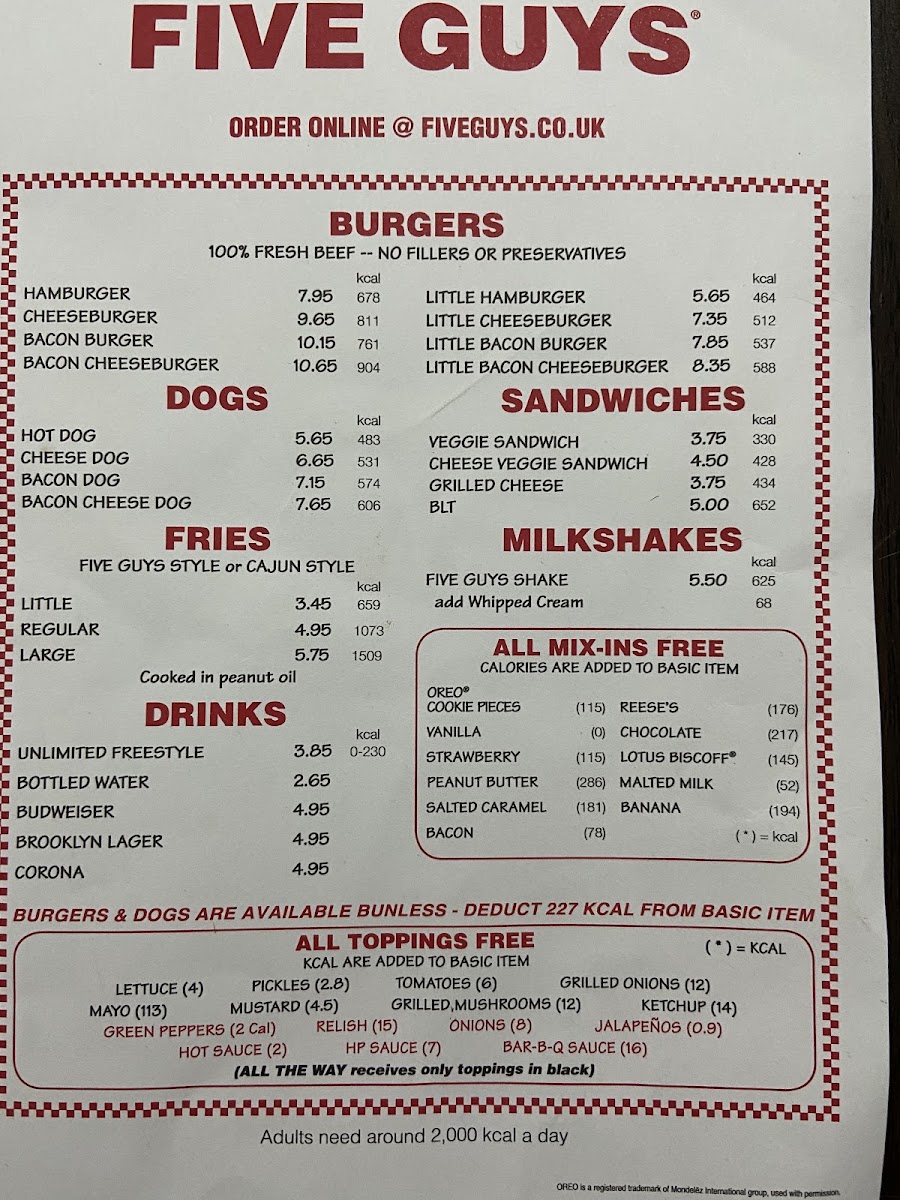 FIVE GUYS®
ORDER ONLINE @ FIVEGUYS.CO.UK
BURGERS
100% FRESH BEEF -- NO FILLERS OR PRESERVATIVES
kcal
HAMBURGER 7.95 678
CHEESEBURGER 9.65 811
BACON BURGER 10.15 761
BACON CHEESEBURGER 10.65 904
kcal
LITTLE HAMBURGER 5.65 464
LITTLE CHEESEBURGER 7.35 512
LITTLE BACON BURGER 7.85 537
LITTLE BACON CHEESEBURGER 8.35 588
DOGS
kcal
HOT DOG 5.65 483
CHEESE DOG 6.65 531
BACON DOG 7.15 574
BACON CHEESE DOG 7.65 606
SANDWICHES
kcal
VEGGIE SANDWICH 3.75 330
CHEESE VEGGIE SANDWICH 4.50 428
GRILLED CHEESE 3.75 434
BLT 5.00 652
FRIES
FIVE GUYS STYLE or CAJUN STYLE
kcal
LITTLE 3.45 659
REGULAR 4.95 1073
LARGE 5.75 1509
Cooked in peanut oil
MILKSHAKES
kcal
FIVE GUYS SHAKE 5.50 625
add Whipped Cream 68
DRINKS
kcal
UNLIMITED FREESTYLE 3.85 0-230
BOTTLED WATER 2.65
BUDWEISER 4.95
BROOKLYN LAGER 4.95
CORONA 4.95
ALL MIX-INS FREE
CALORIES ARE ADDED TO BASIC ITEM
OREO®
COOKIE PIECES (115) REESE'S (176)
VANILLA (0) CHOCOLATE (217)
STRAWBERRY (115) LOTUS BISCOFF® (145)
PEANUT BUTTER (286) MALTED MILK (52)
SALTED CARAMEL (181) BANANA (194)
BACON (78) (*) = kcal
BURGERS & DOGS ARE AVAILABLE BUNLESS - DEDUCT 227 KCAL FROM BASIC ITEM
ALL TOPPINGS FREE (*) = KCAL
KCAL ARE ADDED TO BASIC ITEM
LETTUCE (4) PICKLES (2.8) TOMATOES (6) GRILLED ONIONS (12)
MAYO (113) MUSTARD (4.5) GRILLED,MUSHROOMS (12) KETCHUP (14)
GREEN PEPPERS (2 Cal) RELISH (15) ONIONS (8) JALAPEÑOS (0.9)
HOT SAUCE (2) HP SAUCE (7) BAR-B-Q SAUCE (16)
(ALL THE WAY receives only toppings in black)
Adults need around 2,000 kcal a day
OREO is a registered trademark of Mondelēz International group, used with permission.